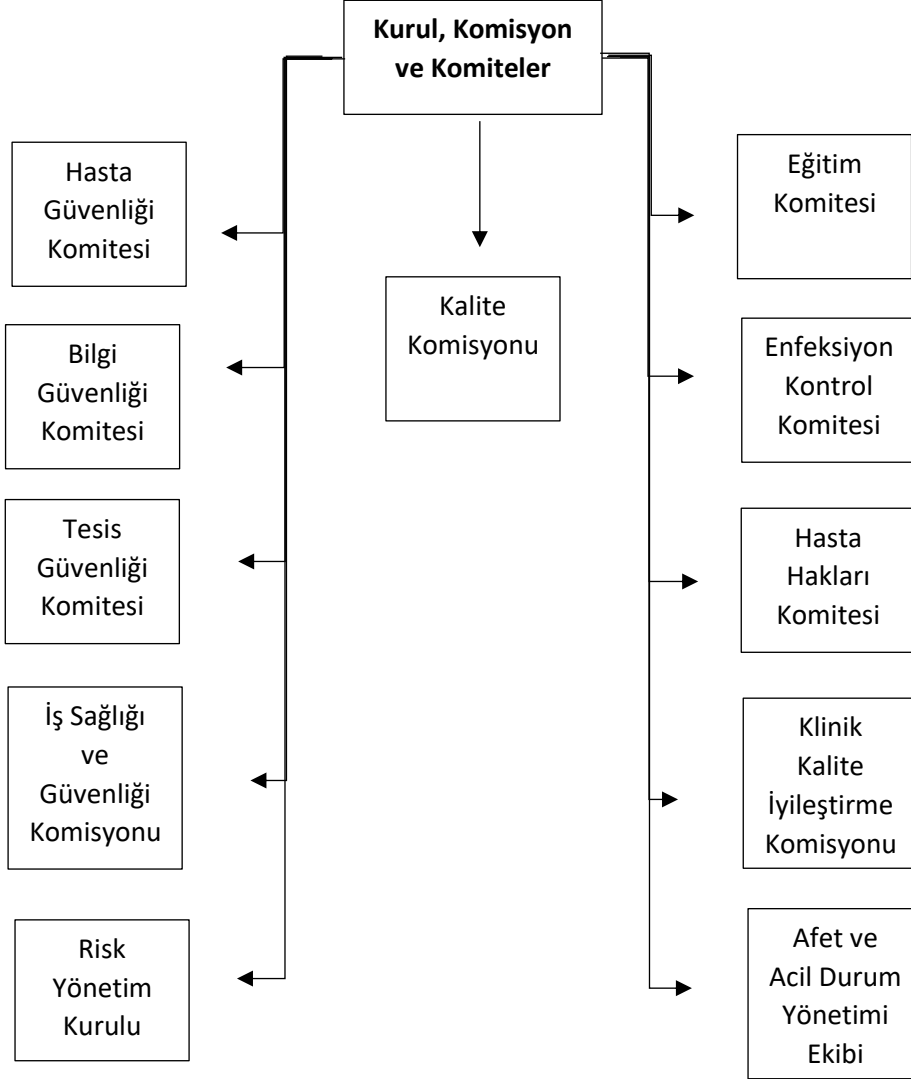 Kurul, Komisyon
ve Komiteler
Hasta
Güvenliği
Komitesi
Bilgi
Güvenliği
Komitesi
Tesis
Güvenliği
Komitesi
İş Sağlığı
ve
Güvenliği
Komisyonu
Risk
Yönetim
Kurulu
Kalite
Komisyonu
Eğitim
Komitesi
Enfeksiyon
Kontrol
Komitesi
Hasta
Hakları
Komitesi
Klinik
Kalite
İyileştirme
Komisyonu
Afet ve
Acil Durum
Yönetimi
Ekibi